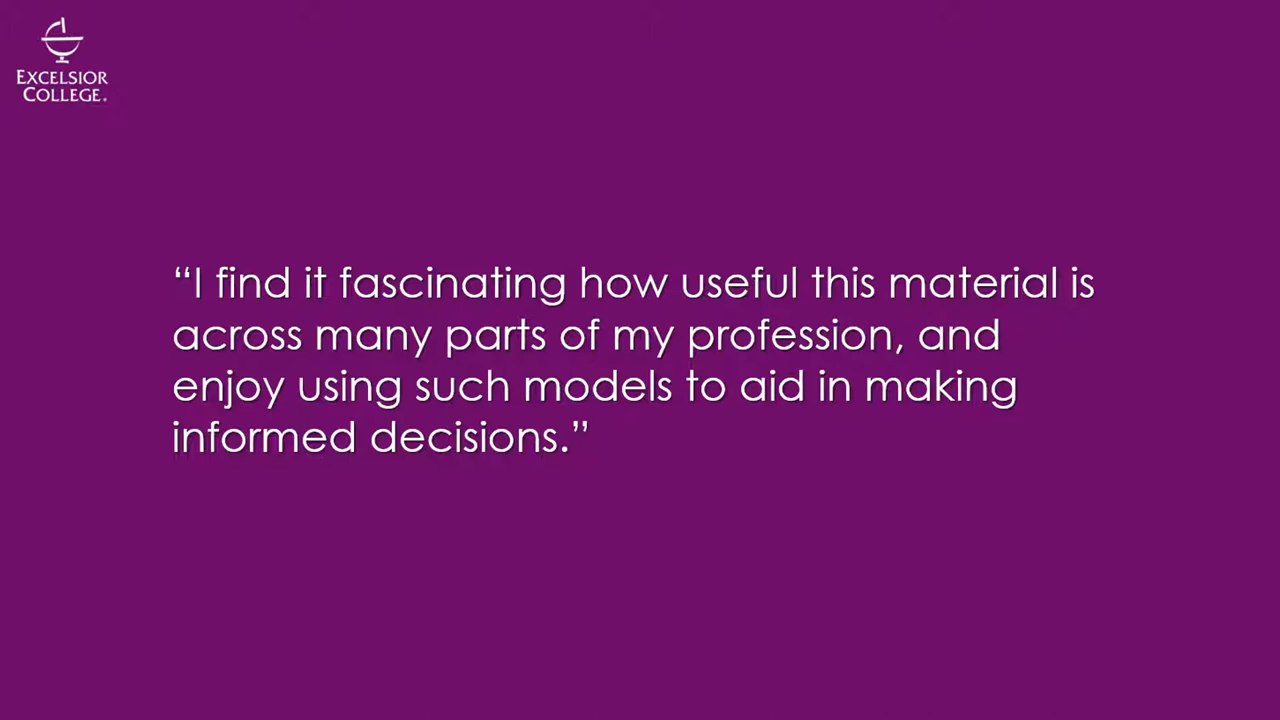 EXCELSIOR
COLLEGE.
“I find it fascinating how useful this material is
across many parts of my profession, and
enjoy using such models to aid in making
informed decisions.”